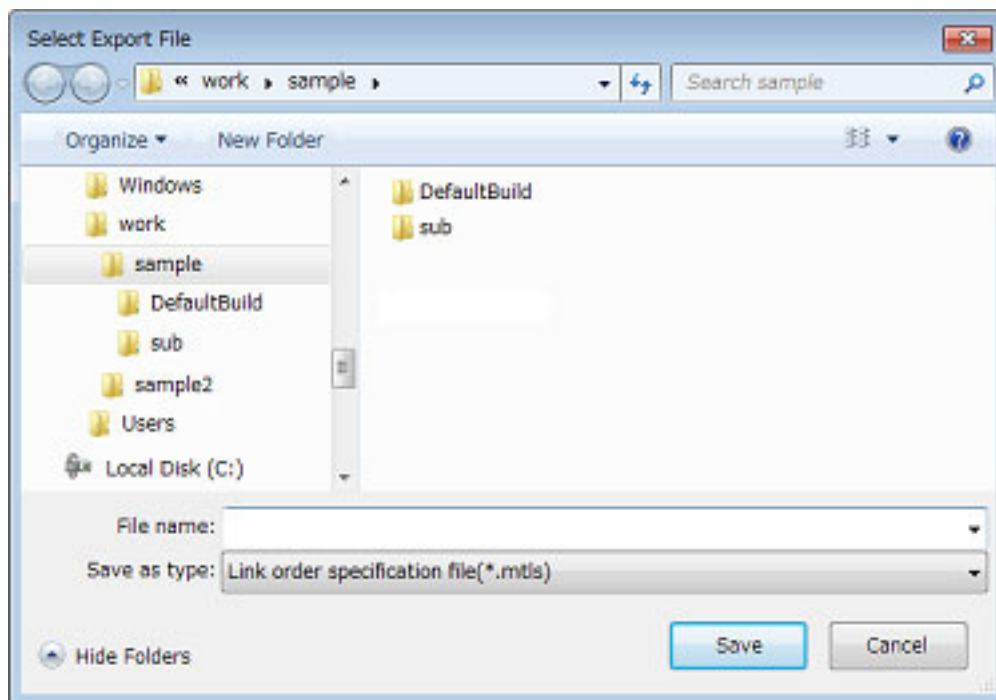 Select Export File
« work sample
Search sample
Organize
New Folder
Windows
work
sample
DefaultBuild
sub
sample2
Users
Local Disk (C:)
DefaultBuild
sub
File name:
Save as type: Link order specification file(*.mtls)
Hide Folders
Save
Cancel